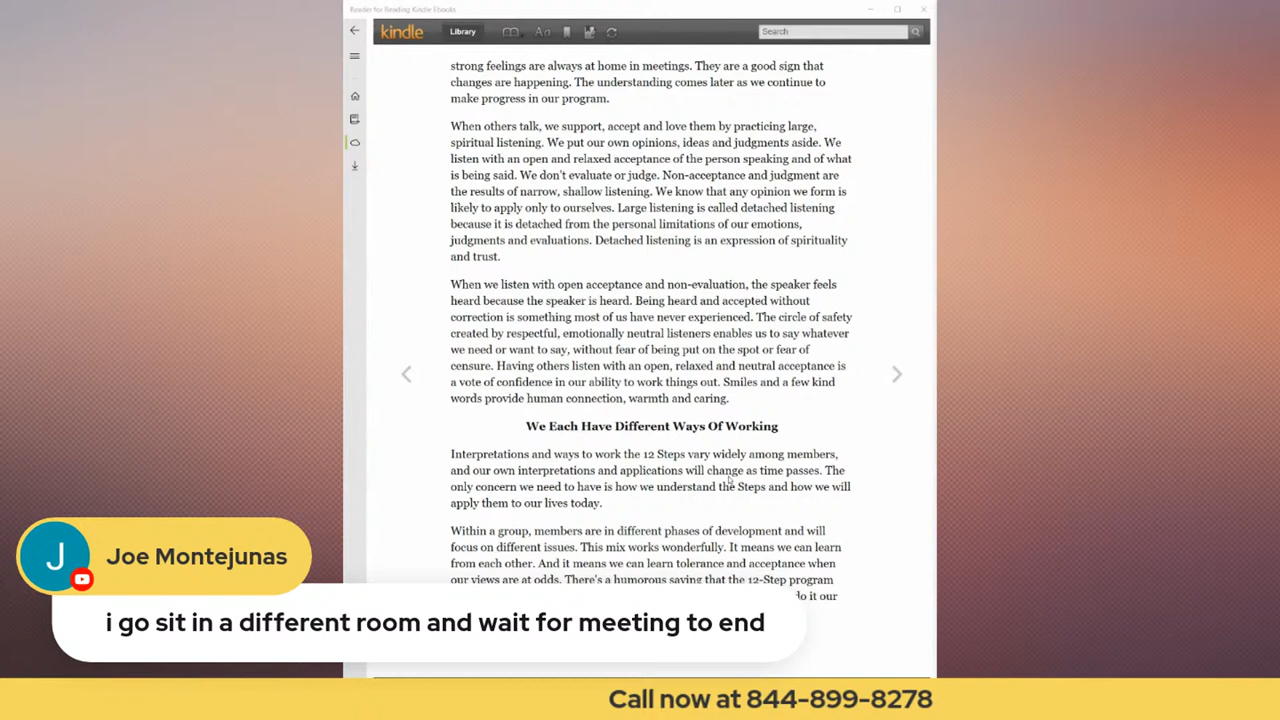 Reader for Reading Kindle Ebooks
kindle
Library
Aa
Search
strong feelings are always at home in meetings. They are a good sign that
changes are happening. The understanding comes later as we continue to
make progress in our program.
When others talk, we support, accept and love them by practicing large,
spiritual listening. We put our own opinions, ideas and judgments aside. We
listen with an open and relaxed acceptance of the person speaking and of what
is being said. We don't evaluate or judge. Non-acceptance and judgment are
the results of narrow, shallow listening. We know that any opinion we form is
likely to apply only to ourselves. Large listening is called detached listening
because it is detached from the personal limitations of our emotions,
judgments and evaluations. Detached listening is an expression of spirituality
and trust.
When we listen with open acceptance and non-evaluation, the speaker feels
heard because the speaker is heard. Being heard and accepted without
correction is something most of us have never experienced. The circle of safety
created by respectful, emotionally neutral listeners enables us to say whatever
we need or want to say, without fear of being put on the spot or fear of
censure. Having others listen with an open, relaxed and neutral acceptance is
a vote of confidence in our ability to work things out. Smiles and a few kind
words provide human connection, warmth and caring.
We Each Have Different Ways Of Working
Interpretations and ways to work the 12 Steps vary widely among members,
and our own interpretations and applications will change as time passes. The
only concern we need to have is how we understand the Steps and how we will
apply them to our lives today.
Within a group, members are in different phases of development and will
focus on different issues. This mix works wonderfully. It means we can learn
from each other. And it means we can learn tolerance and acceptance when
our views are at odds. There's a humorous saying that the 12-Step program
do it our
J
Joe Montejunas
i go sit in a different room and wait for meeting to end
Call now at 844-899-8278